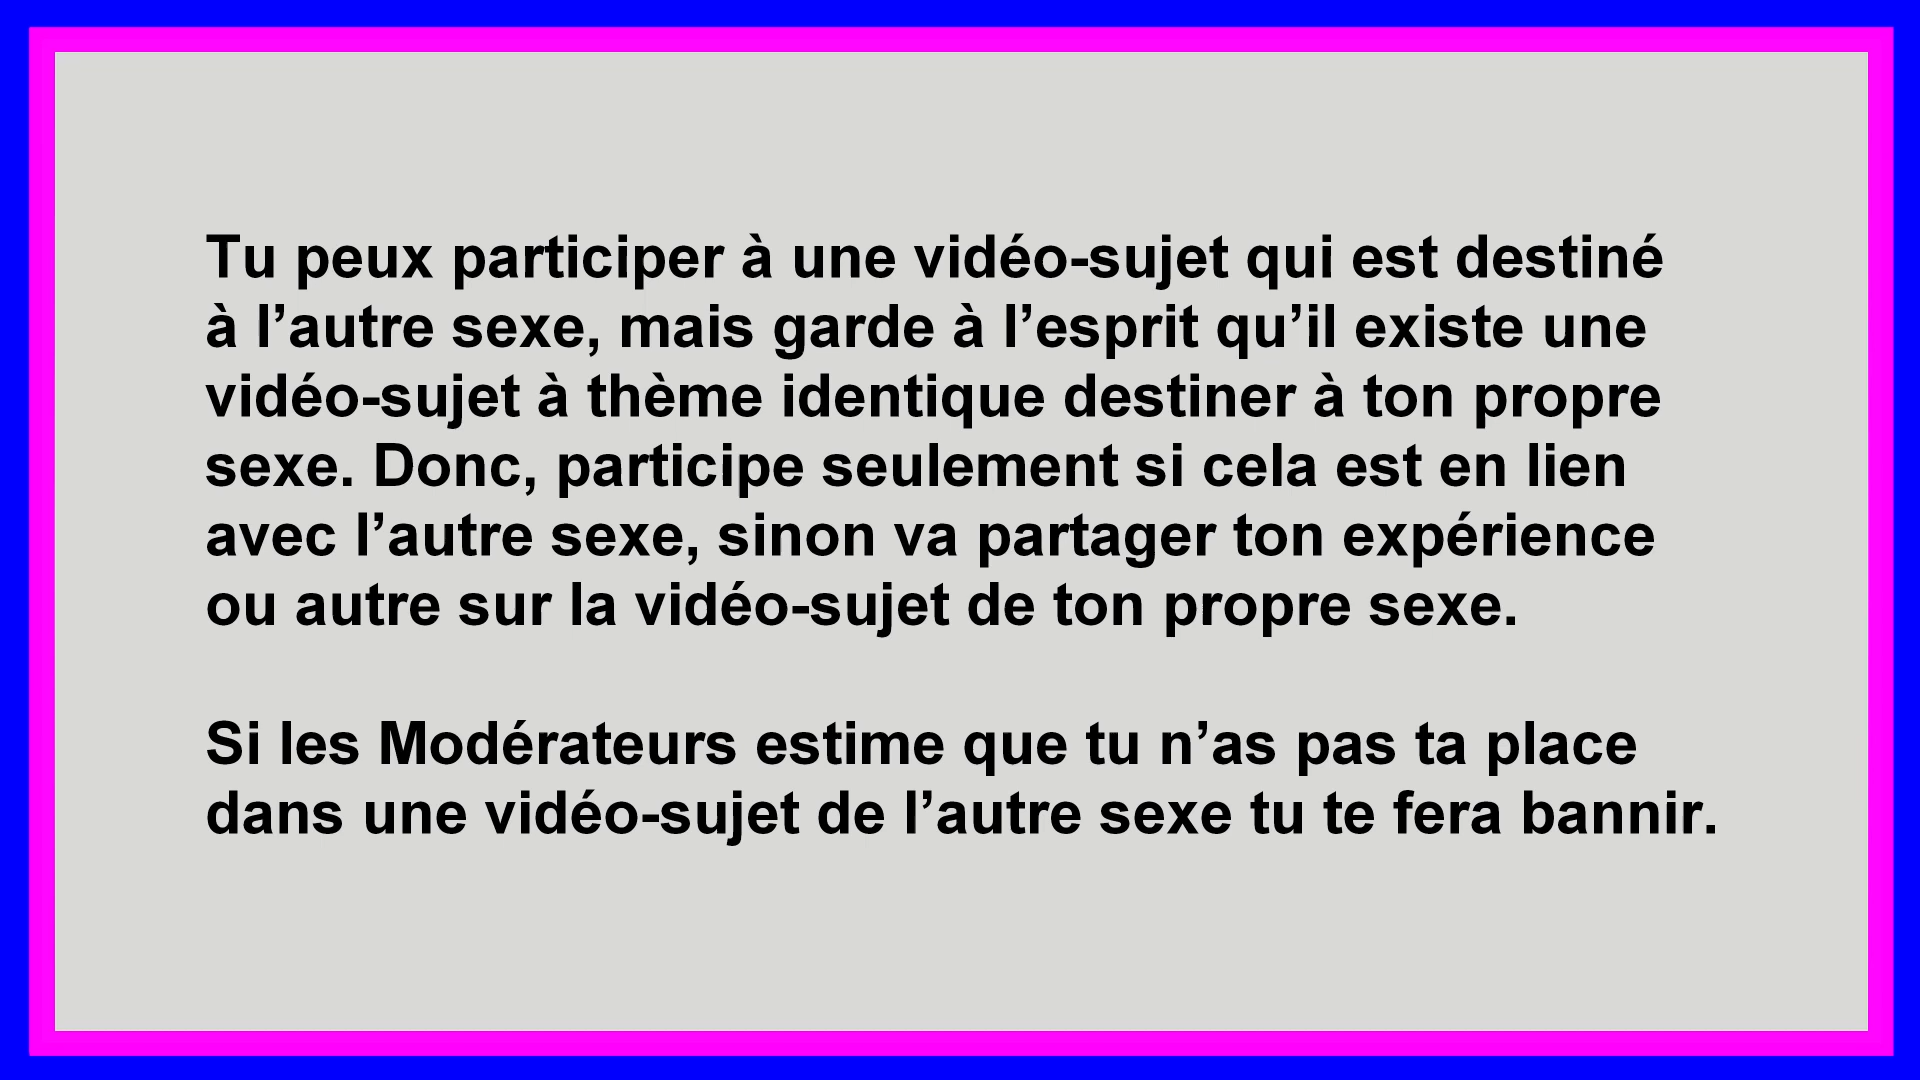 Tu peux participer à une vidéo-sujet qui est destiné
à l’autre sexe, mais garde à l’esprit qu’il existe une
vidéo-sujet à thème identique destiner à ton propre
sexe. Donc, participe seulement si cela est en lien
avec l’autre sexe, sinon va partager ton expérience
ou autre sur la vidéo-sujet de ton propre sexe.
Si les Modérateurs estime que tu n’as pas ta place
dans une vidéo-sujet de l’autre sexe tu te fera bannir.